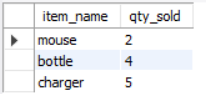 item_name qty_sold
mouse 2
bottle 4
charger 5